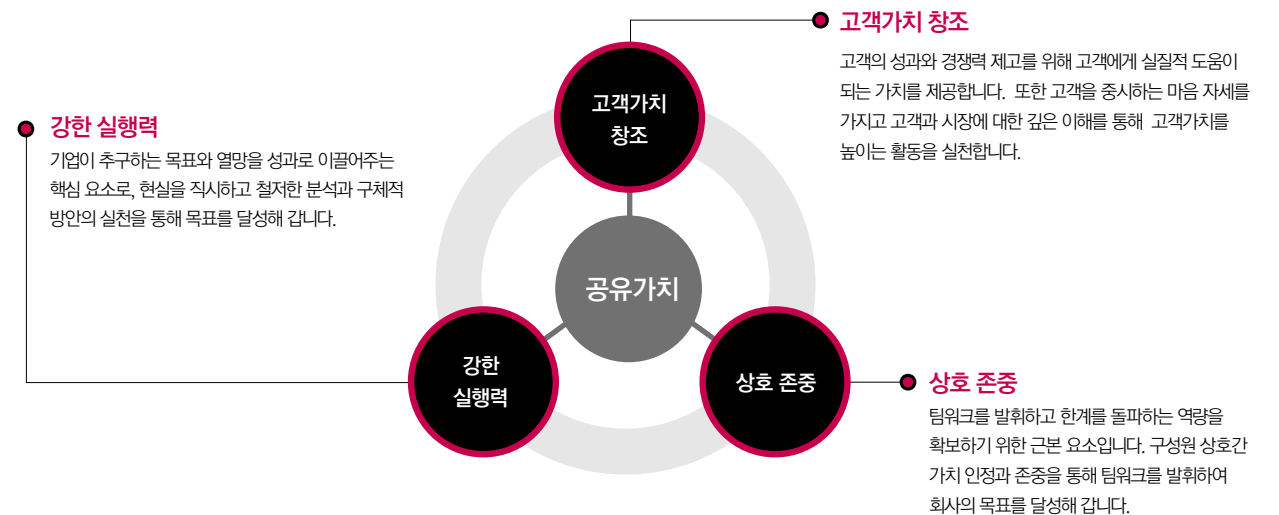 고객가치 창조
고객의 성과와 경쟁력 제고를 위해 고객에게 실질적 도움이
되는 가치를 제공합니다. 또한 고객을 중시하는 마음 자세를
가지고 고객과 시장에 대한 깊은 이해를 통해 고객가치를
높이는 활동을 실천합니다.
강한 실행력
기업이 추구하는 목표와 열망을 성과로 이끌어주는
핵심 요소로, 현실을 직시하고 철저한 분석과 구체적
방안의 실천을 통해 목표를 달성해 갑니다.
고객가치
창조
공유가치
강한
실행력
상호 존중
상호 존중
팀워크를 발휘하고 한계를 돌파하는 역량을
확보하기 위한 근본 요소입니다. 구성원 상호간
가치 인정과 존중을 통해 팀워크를 발휘하여
회사의 목표를 달성해 갑니다.